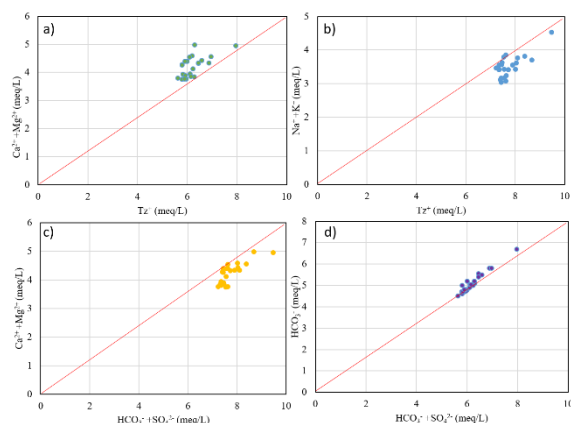 a)
Ca²⁺+Mg²⁺(meq/L)
6
5
4
3
2
1
0
0 2 4 6 8 10
Tz⁻ (meq/L)
b)
Na⁺+K⁺(meq/L)
6
5
4
3
2
1
0
0 2 4 6 8 10
Tz⁺ (meq/L)
c)
Ca²⁺+Mg²⁺(meq/L)
6
5
4
3
2
1
0
0 2 4 6 8 10
HCO₃⁻+SO₄²⁻ (meq/L)
d)
HCO₃⁻(meq/L)
8
7
6
5
4
3
2
1
0
0 2 4 6 8 10
HCO₃⁻+SO₄²⁻ (meq/L)